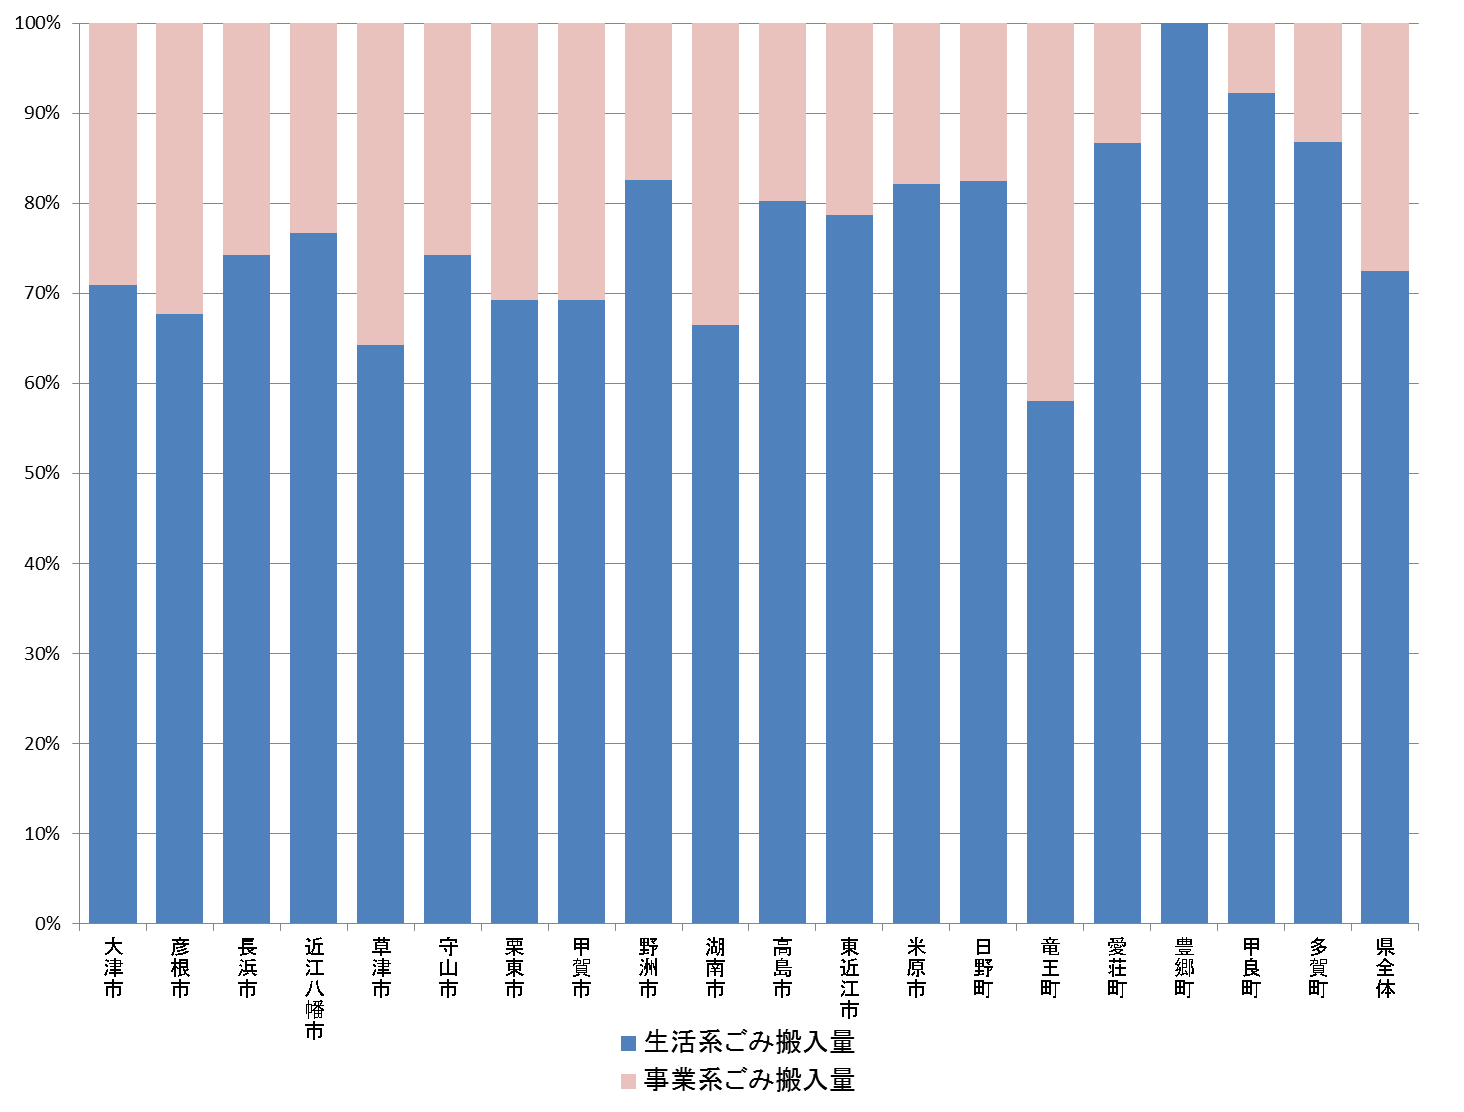 100%
90%
80%
70%
60%
50%
40%
30%
20%
10%
0%
大津市
彦根市
長浜市
近江八幡市
草津市
守山市
栗東市
甲賀市
野洲市
湖南市
高島市
東近江市
米原市
日野町
竜王町
愛荘町
豊郷町
甲良町
多賀町
県全体
生活系ごみ搬入量
事業系ごみ搬入量